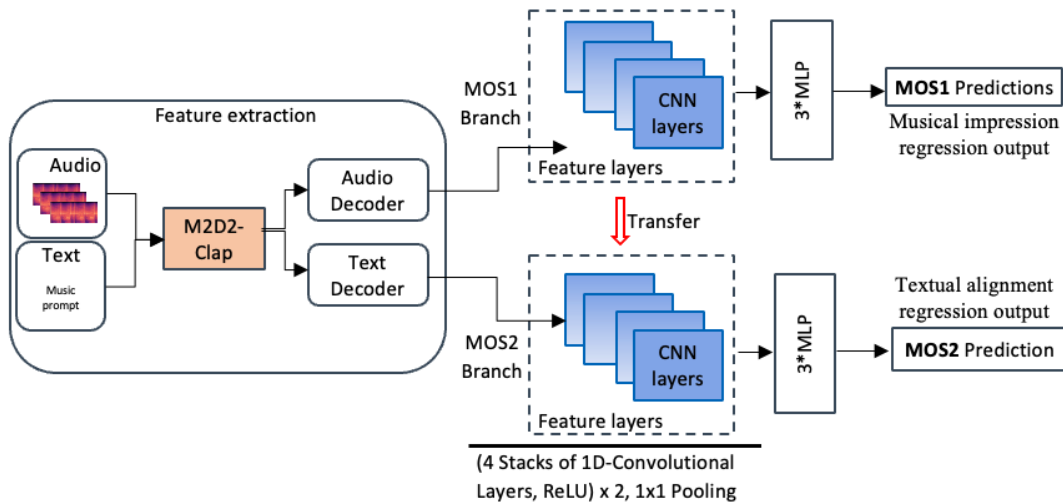 Feature extraction
Audio
Text
Music
prompt
M2D2-
Clap
Audio
Decoder
Text
Decoder
MOS1
Branch
CNN
layers
Feature layers
3*MLP
MOS1 Predictions
Musical impression
regression output
Transfer
MOS2
Branch
CNN
layers
Feature layers
3*MLP
Textual alignment
regression output
MOS2 Prediction
(4 Stacks of 1D-Convolutional
Layers, ReLU) x 2, 1x1 Pooling